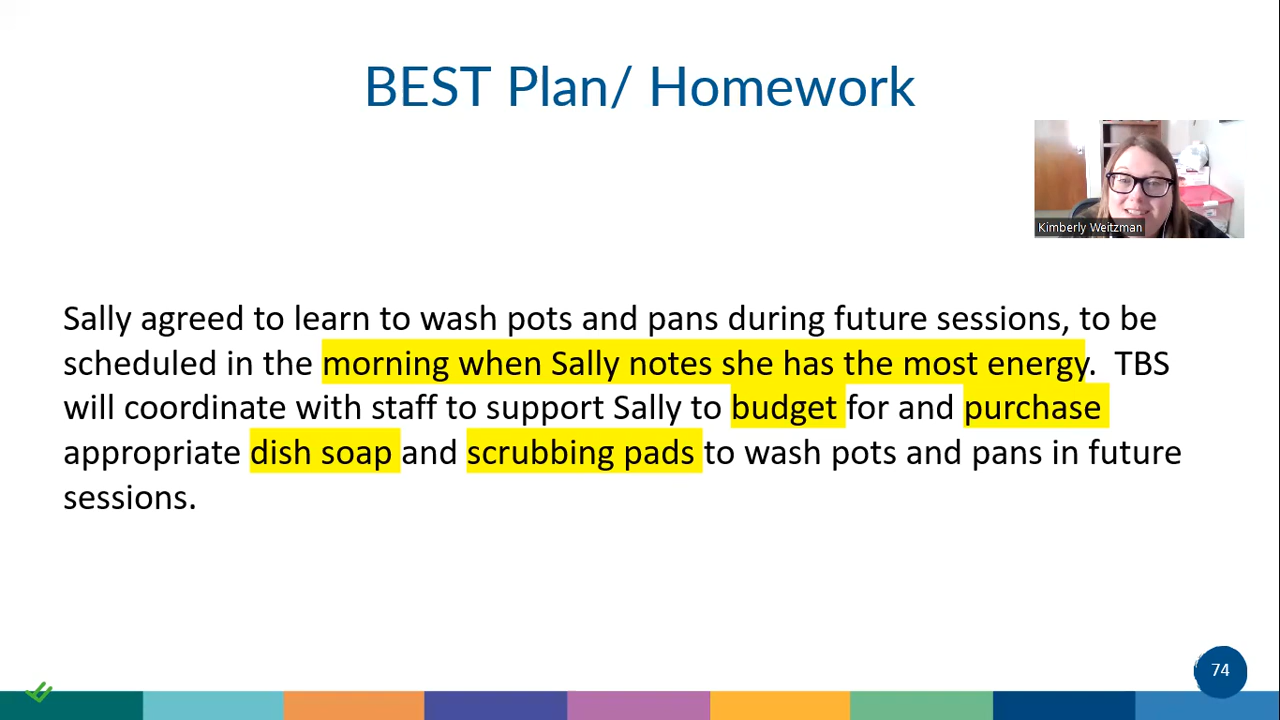 BEST Plan/ Homework
Kimberly Weitzman
Sally agreed to learn to wash pots and pans during future sessions, to be
scheduled in the morning when Sally notes she has the most energy. TBS
will coordinate with staff to support Sally to budget for and purchase
appropriate dish soap and scrubbing pads to wash pots and pans in future
sessions.
74